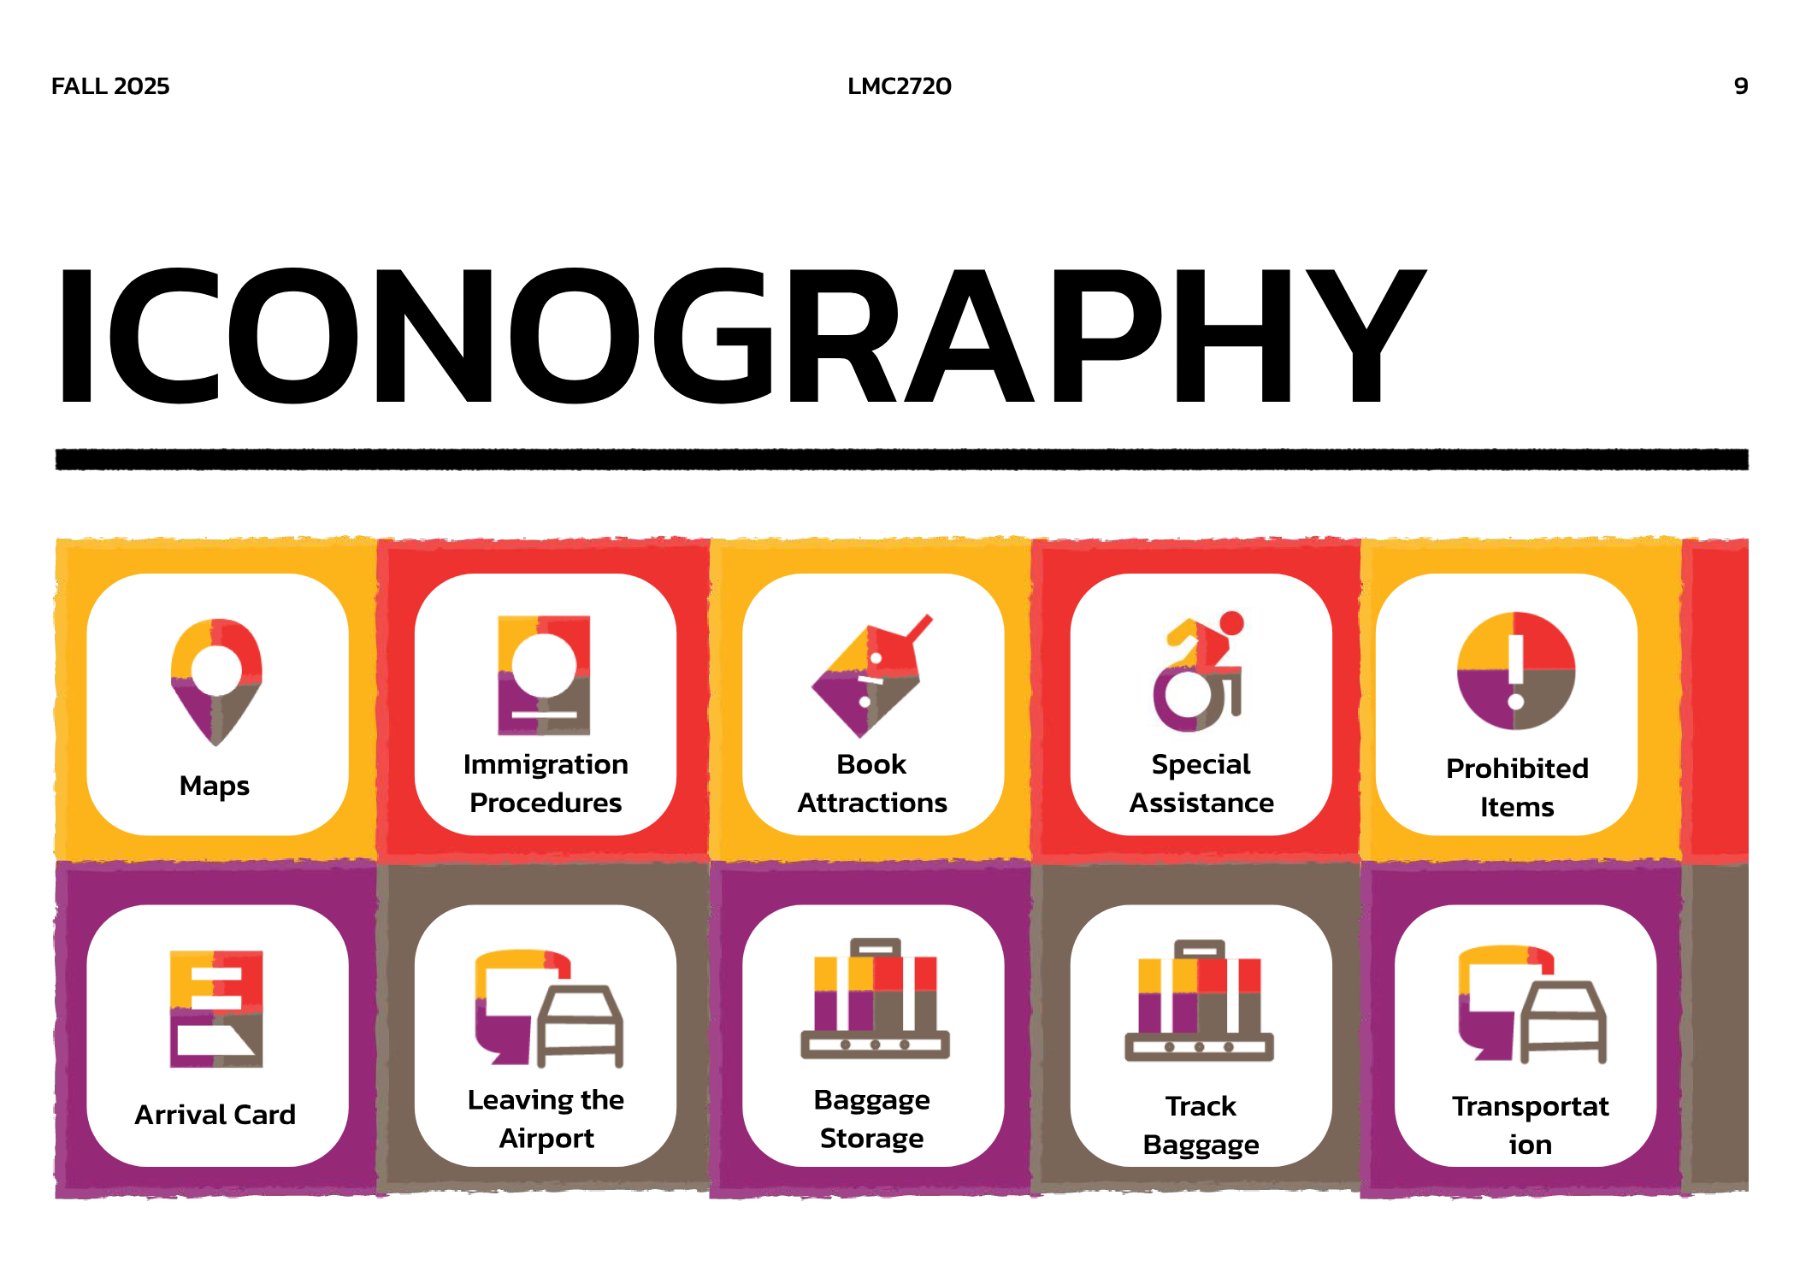 FALL 2025
LMC2720
9
ICONOGRAPHY
Maps
Immigration
Procedures
Book
Attractions
Special
Assistance
Prohibited
Items
Arrival Card
Leaving the
Airport
Baggage
Storage
Track
Baggage
Transportat
ion